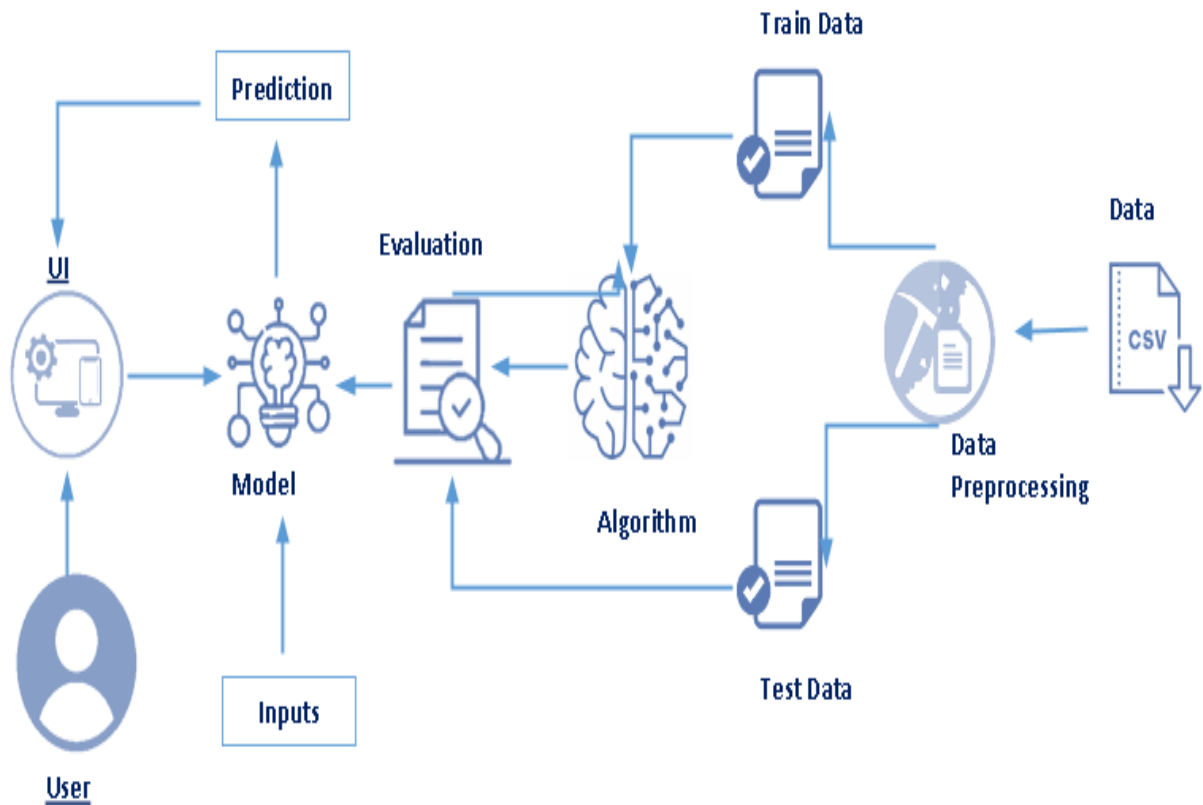 Train Data
Prediction
Data
Evaluation
UI
CSV
Data
Preprocessing
Model
Algorithm
Test Data
Inputs
User